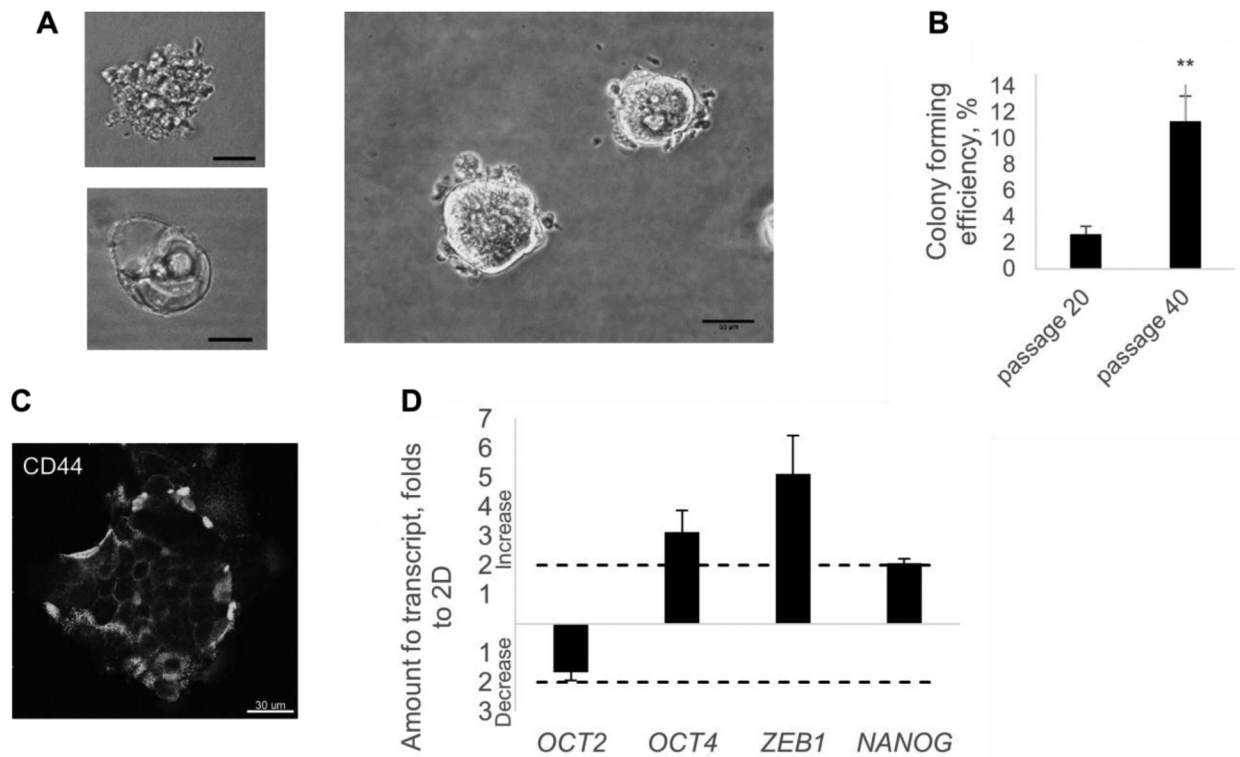 A
B
**
Colony forming
efficiency, %
14
12
10
8
6
4
2
0
passage 20
passage 40
C
CD44
30 um
D
Amount fo transcript, folds
to 2D
Increase
Decrease
7
6
5
4
3
2
1
1
2
3
OCT2
OCT4
ZEB1
NANOG